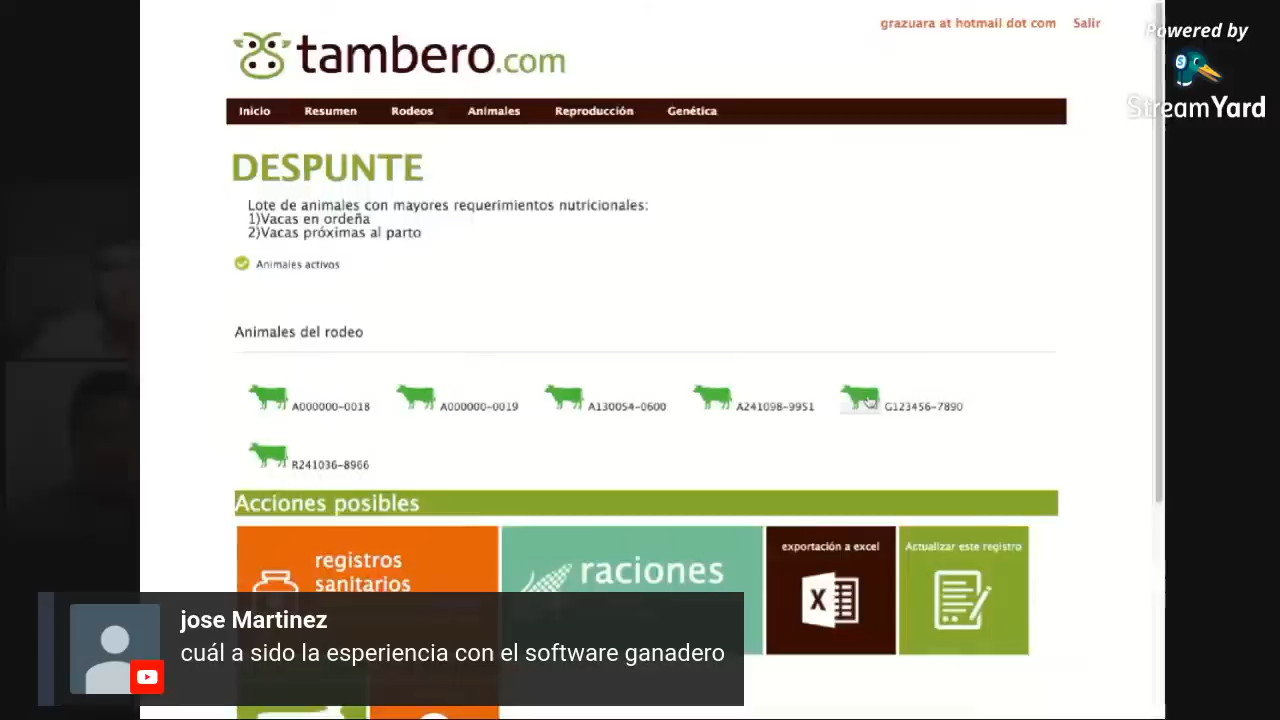 grazuara at hotmail dot com Salir
Powered by
StreamYard
tambero.com
Inicio Resumen Rodeos Animales Reproducción Genética
DESPUNTE
Lote de animales con mayores requerimientos nutricionales:
1)Vacas en ordeña
2)Vacas próximas al parto
Animales activos
Animales del rodeo
A000000-0018 A000000-0019 A130054-0600 A241098-9951 G123456-7890
R241036-8966
Acciones posibles
registros
sanitarios
raciones
exportación a excel
Actualizar este registro
jose Martinez
cuál a sido la esperiencia con el software ganadero